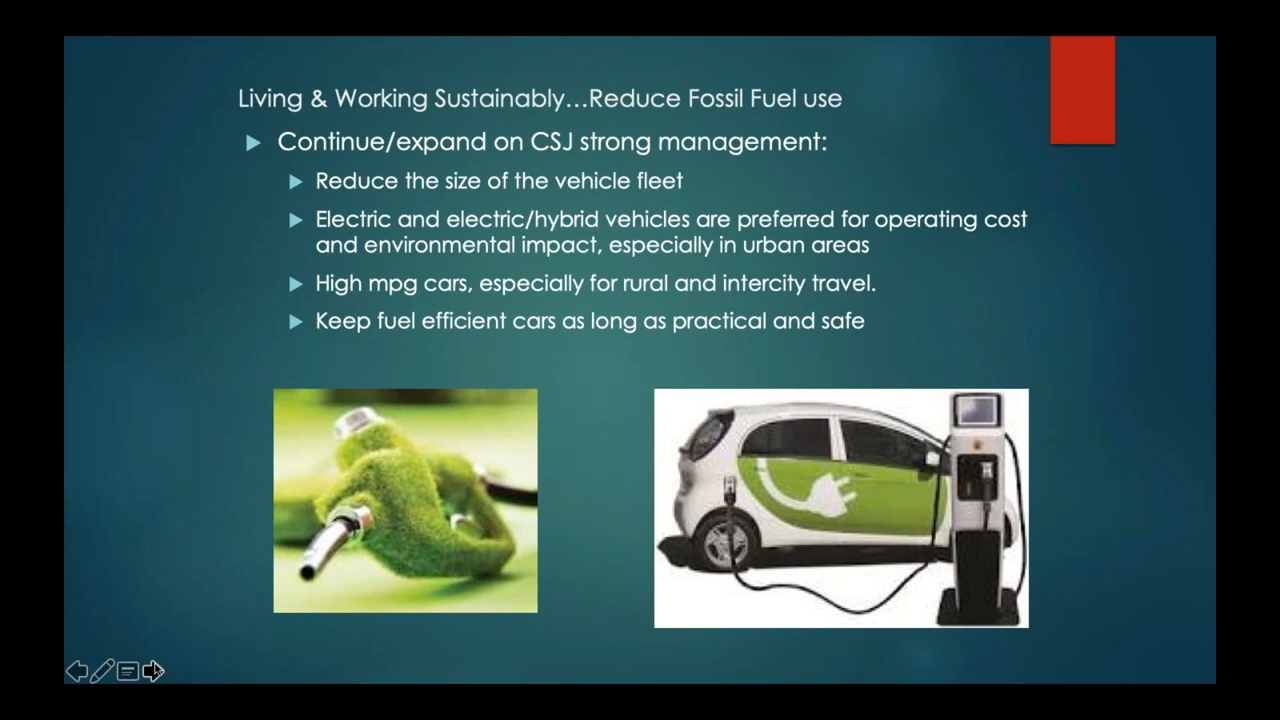 Living & Working Sustainably...Reduce Fossil Fuel use
Continue/expand on CSJ strong management:
Reduce the size of the vehicle fleet
Electric and electric/hybrid vehicles are preferred for operating cost
and environmental impact, especially in urban areas
High mpg cars, especially for rural and intercity travel.
Keep fuel efficient cars as long as practical and safe